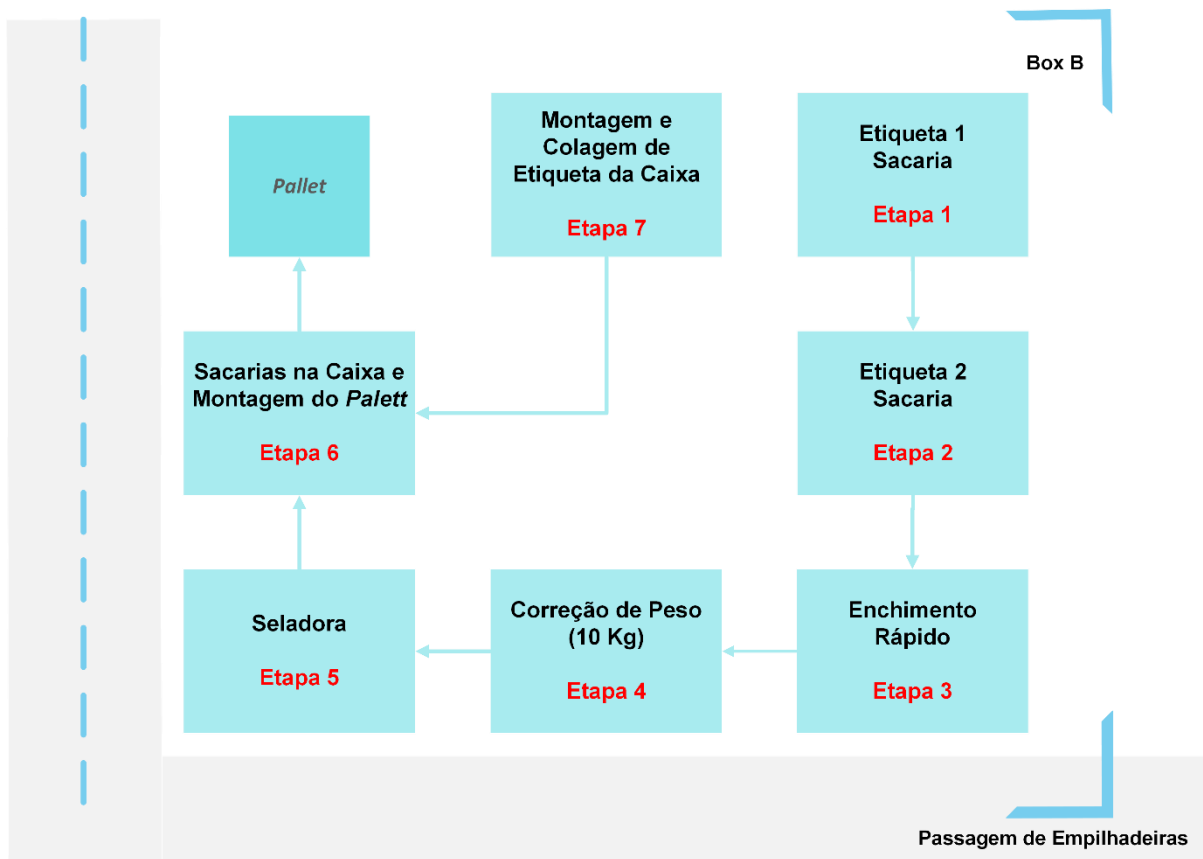 Box B
Etiqueta 1
Sacaria
Etapa 1
Etiqueta 2
Sacaria
Etapa 2
Enchimento
Rápido
Etapa 3
Correção de Peso
(10 Kg)
Etapa 4
Seladora
Etapa 5
Sacarias na Caixa e
Montagem do Palett
Etapa 6
Montagem e
Colagem de
Etiqueta da Caixa
Etapa 7
Pallet
Passagem de Empilhadeiras